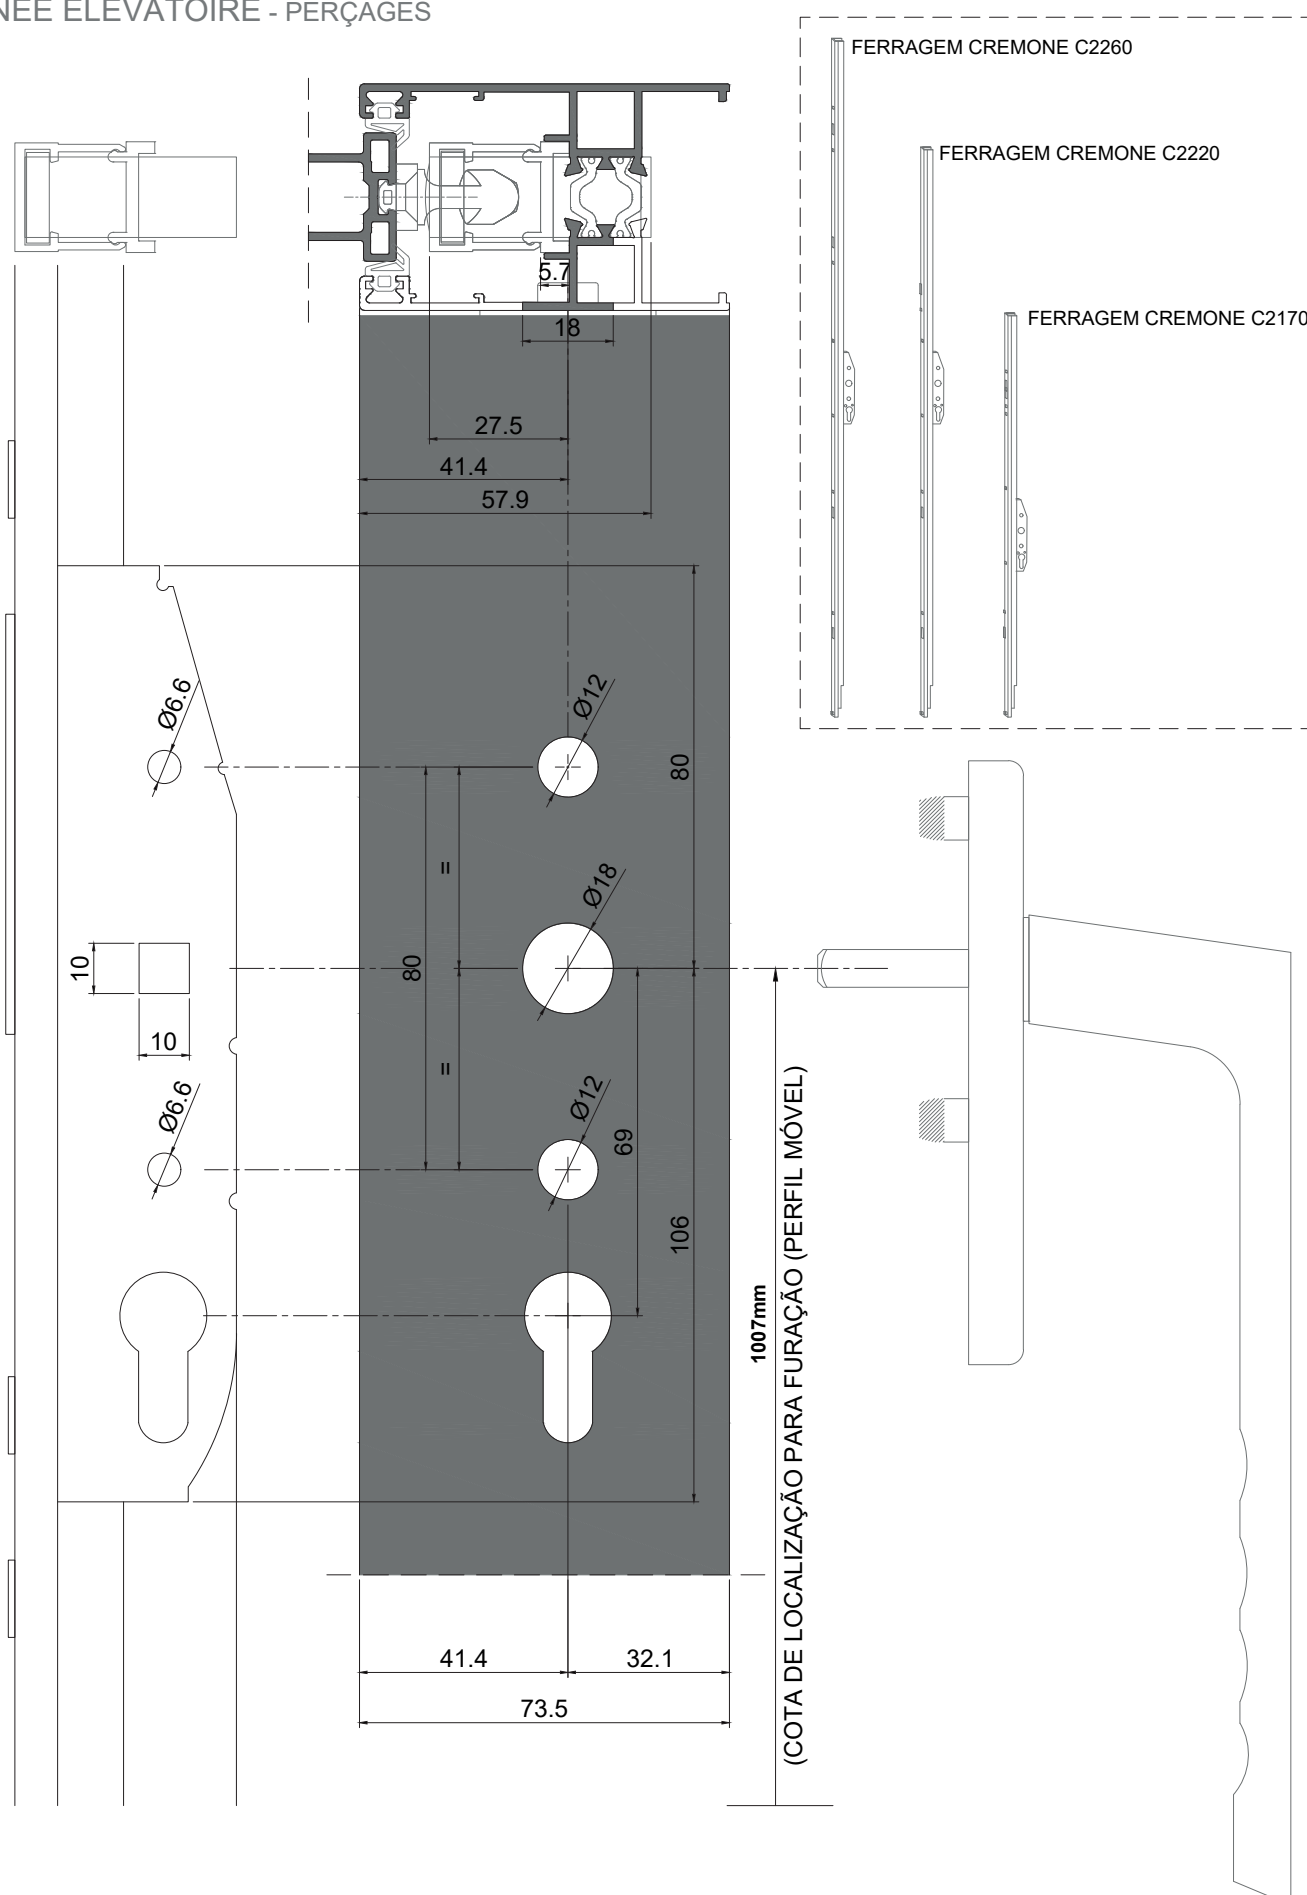 ELEVATOIRE - PERÇAGES
FERRAGEM CREMONE C2260
FERRAGEM CREMONE C2220
FERRAGEM CREMONE C2170
5.7
18
27.5
41.4
57.9
Ø6.6
Ø12
80
=
Ø18
10
80
10
=
Ø6.6
Ø12
69
106
1007mm
(COTA DE LOCALIZAÇÃO PARA FURAÇÃO (PERFIL MÓVEL)
41.4
32.1
73.5